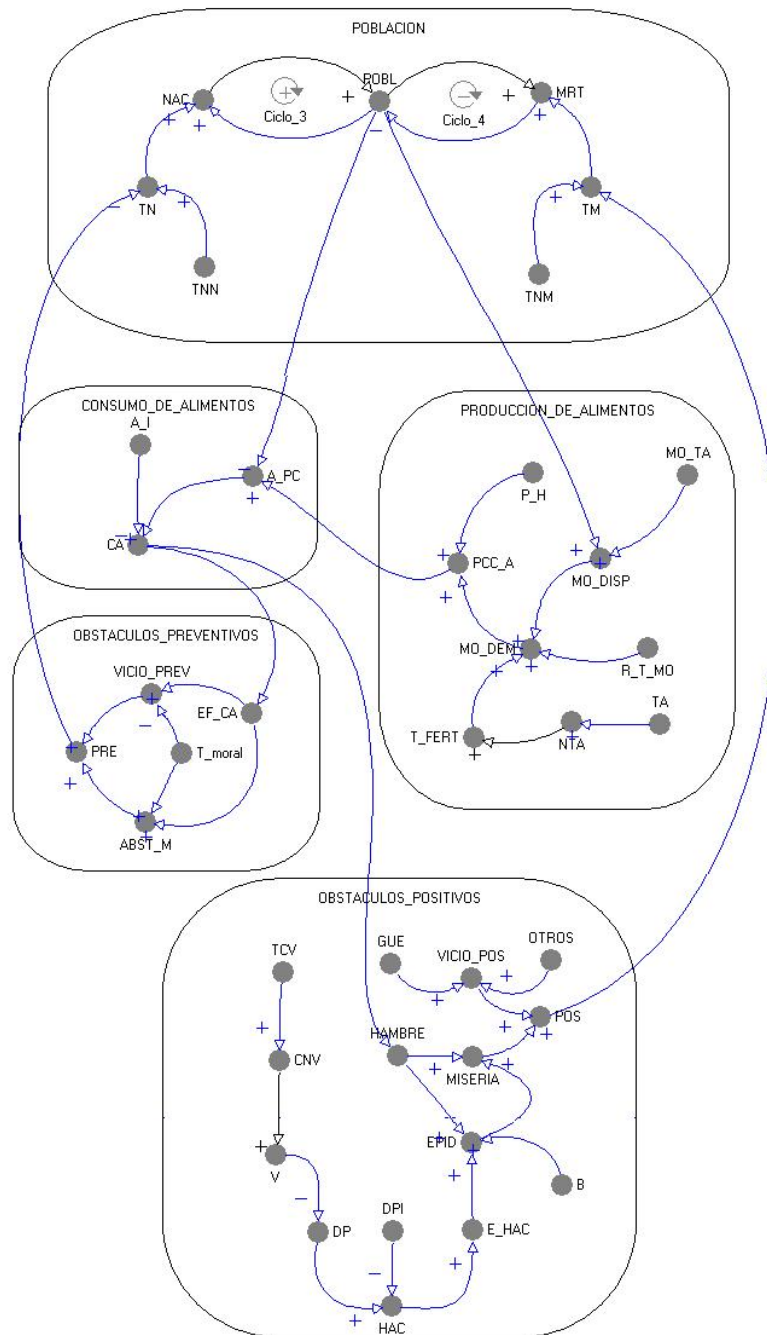 POBLACION
NAC
+
Ciclo_3
+
POBL
−
Ciclo_4
+
MRT
+
+
+
−
+
TN
TNN
+
TM
TNM
CONSUMO_DE_ALIMENTOS
A_I
−
A_PC
+
−
+
CA
PRODUCCION_DE_ALIMENTOS
MO_TA
P_H
+
PCC_A
+
+
+
MO_DISP
MO_DEM
+
+
R_T_MO
TA
T_FERT
+
NTA
+
OBSTACULOS_PREVENTIVOS
VICIO_PREV
+
EF_CA
−
PRE
+
+
T_moral
+
+
ABST_M
OBSTACULOS_POSITIVOS
TCV
GUE
VICIO_POS
OTROS
+
+
+
POS
+
+
CNV
HAMBRE
+
MISERIA
+
−
+
EPID
+
+
V
−
+
B
DPI
DP
−
E_HAC
+
+
HAC